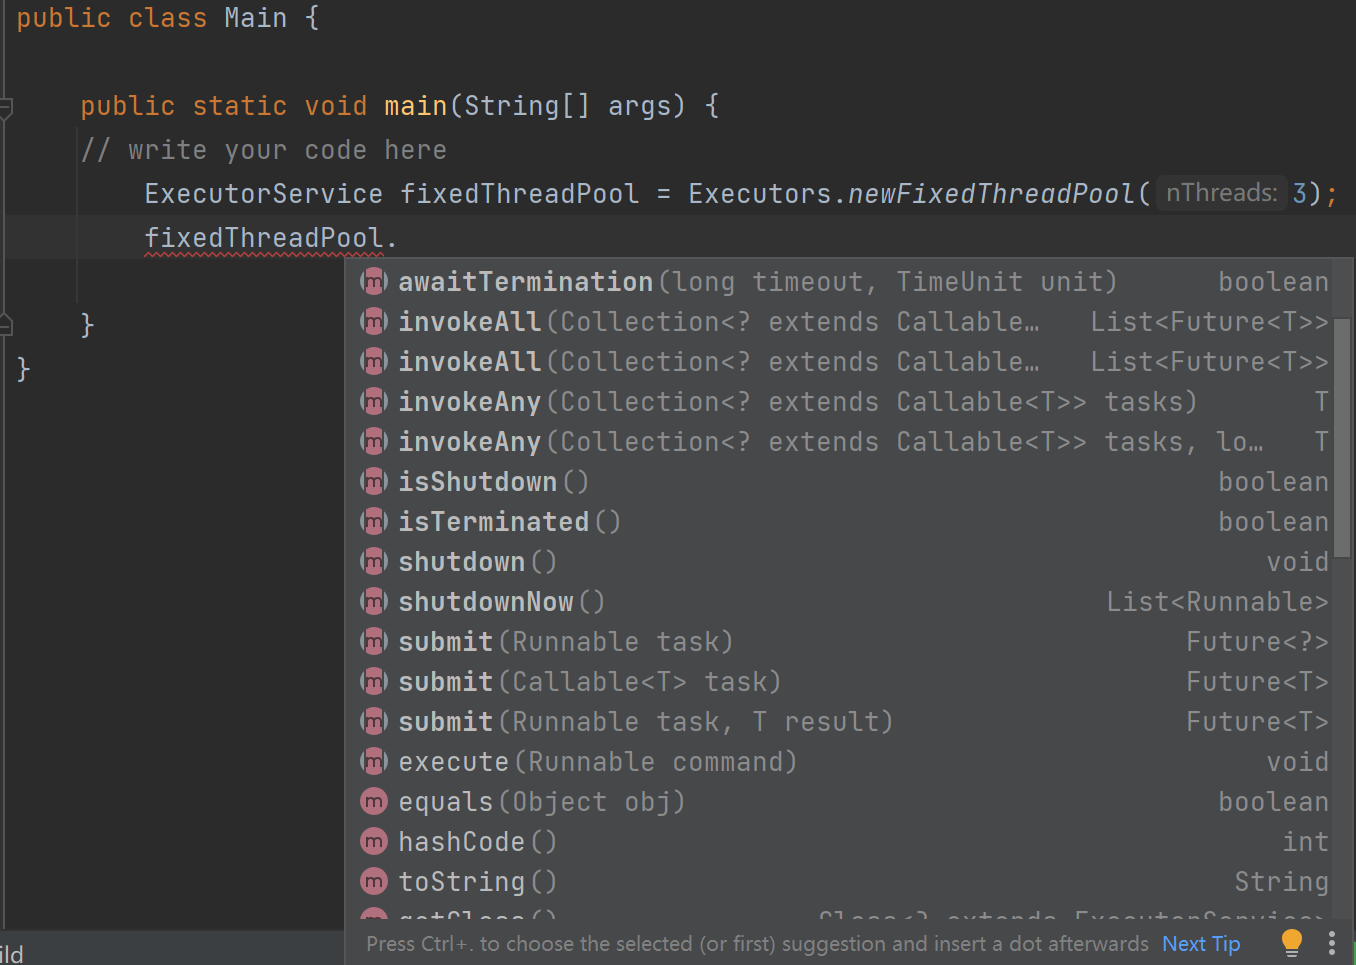 public class Main {
public static void main(String[] args) {
// write your code here
ExecutorService fixedThreadPool = Executors.newFixedThreadPool( nThreads: 3);
fixedThreadPool.
m awaitTermination(long timeout, TimeUnit unit) boolean
m invokeAll(Collection<? extends Callable… List<Future<T>>
m invokeAll(Collection<? extends Callable… List<Future<T>>
m invokeAny(Collection<? extends Callable<T>> tasks) T
m invokeAny(Collection<? extends Callable<T>> tasks, lo… T
m isShutdown() boolean
m isTerminated() boolean
m shutdown() void
m shutdownNow() List<Runnable>
m submit(Runnable task) Future<?>
m submit(Callable<T> task) Future<T>
m submit(Runnable task, T result) Future<T>
m execute(Runnable command) void
m equals(Object obj) boolean
m hashCode() int
m toString() String
getClass() Class<? extends ExecutorService>
}
}
Press Ctrl+. to choose the selected (or first) suggestion and insert a dot afterwards Next Tip
ild